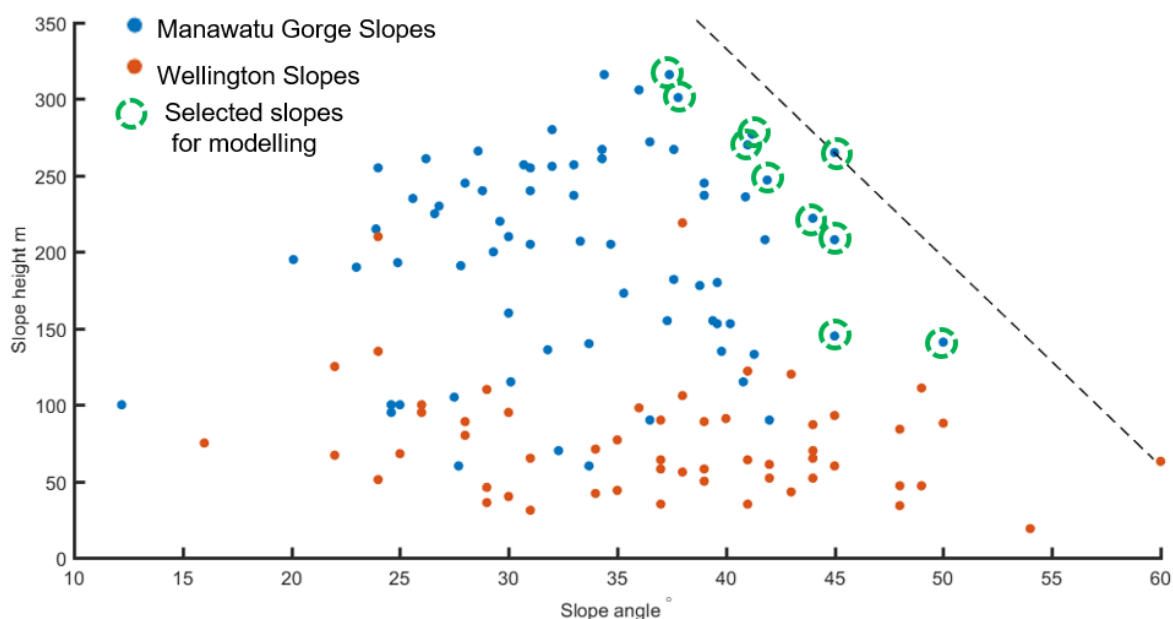 350
300
250
200
150
100
50
0
Slope height m
Manawatu Gorge Slopes
Wellington Slopes
Selected slopes
for modelling
10 15 20 25 30 35 40 45 50 55 60
Slope angle °